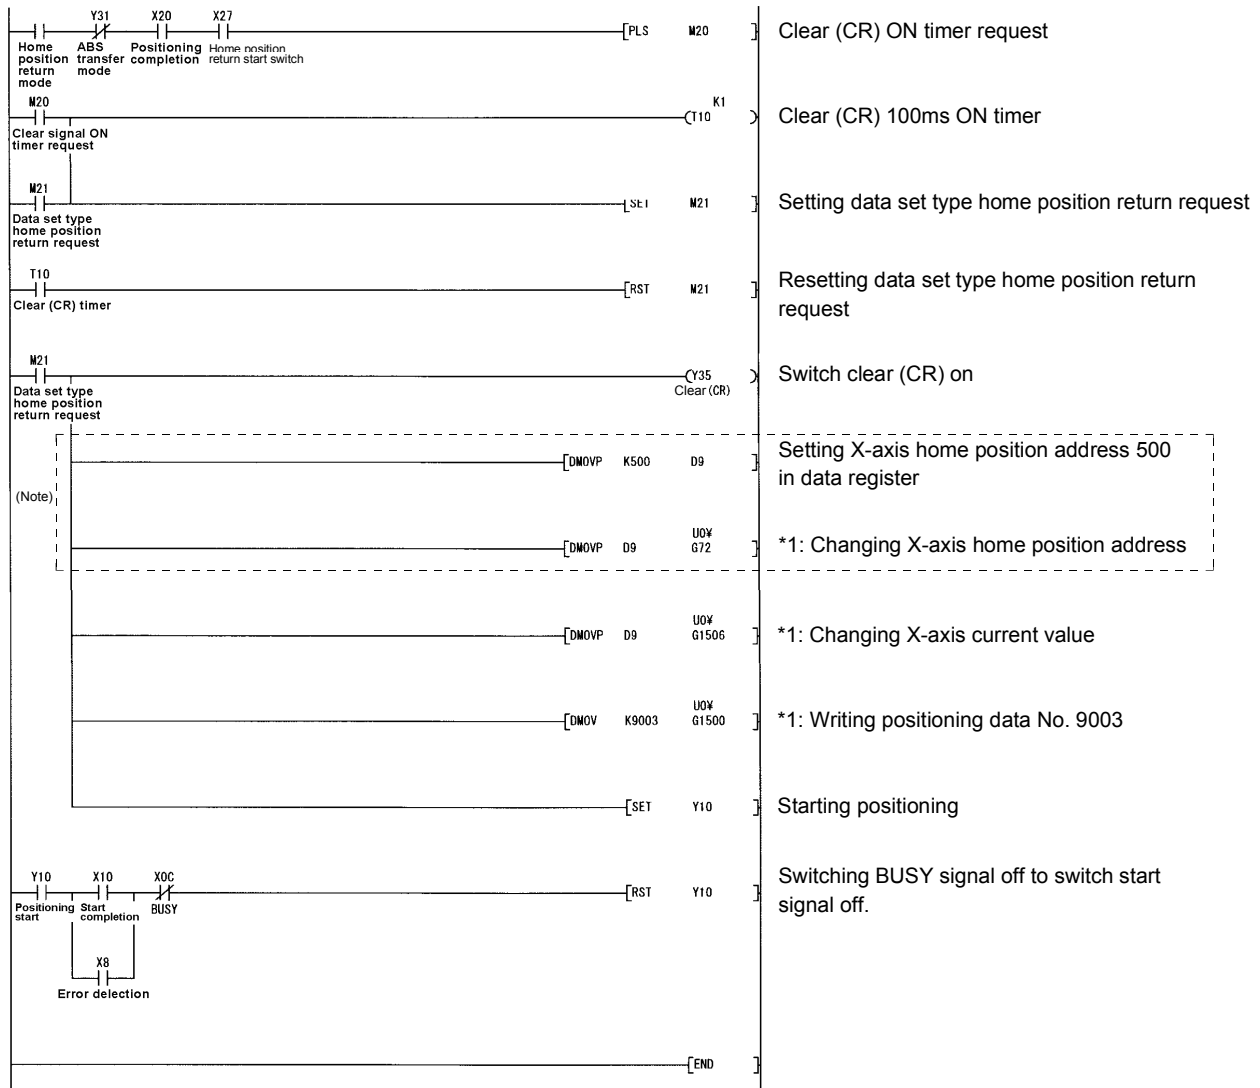 Y31 X20 X27
[PLS M20 ] Clear (CR) ON timer request
Home position return mode
ABS transfer mode
Positioning completion
Home position return start switch
M20 K1
(T10 ) Clear (CR) 100ms ON timer
Clear signal ON
timer request
M21
[SET M21 ] Setting data set type home position return request
Data set type
home position
return request
T10
[RST M21 ] Resetting data set type home position return
request
Clear (CR) timer
M21
(Y35 ) Switch clear (CR) on
Clear (CR)
Data set type
home position
return request
(Note)
[DMOVP K500 D9 ] Setting X-axis home position address 500
in data register
U0¥
[DMOVP D9 G72 ] *1: Changing X-axis home position address
U0¥
[DMOVP D9 G1506 ] *1: Changing X-axis current value
U0¥
[DMOV K9003 G1500 ] *1: Writing positioning data No. 9003
[SET Y10 ] Starting positioning
Y10 X10 X0C
[RST Y10 ] Switching BUSY signal off to switch start
signal off.
Positioning start
Start completion
BUSY
X8
Error delection
[END ]